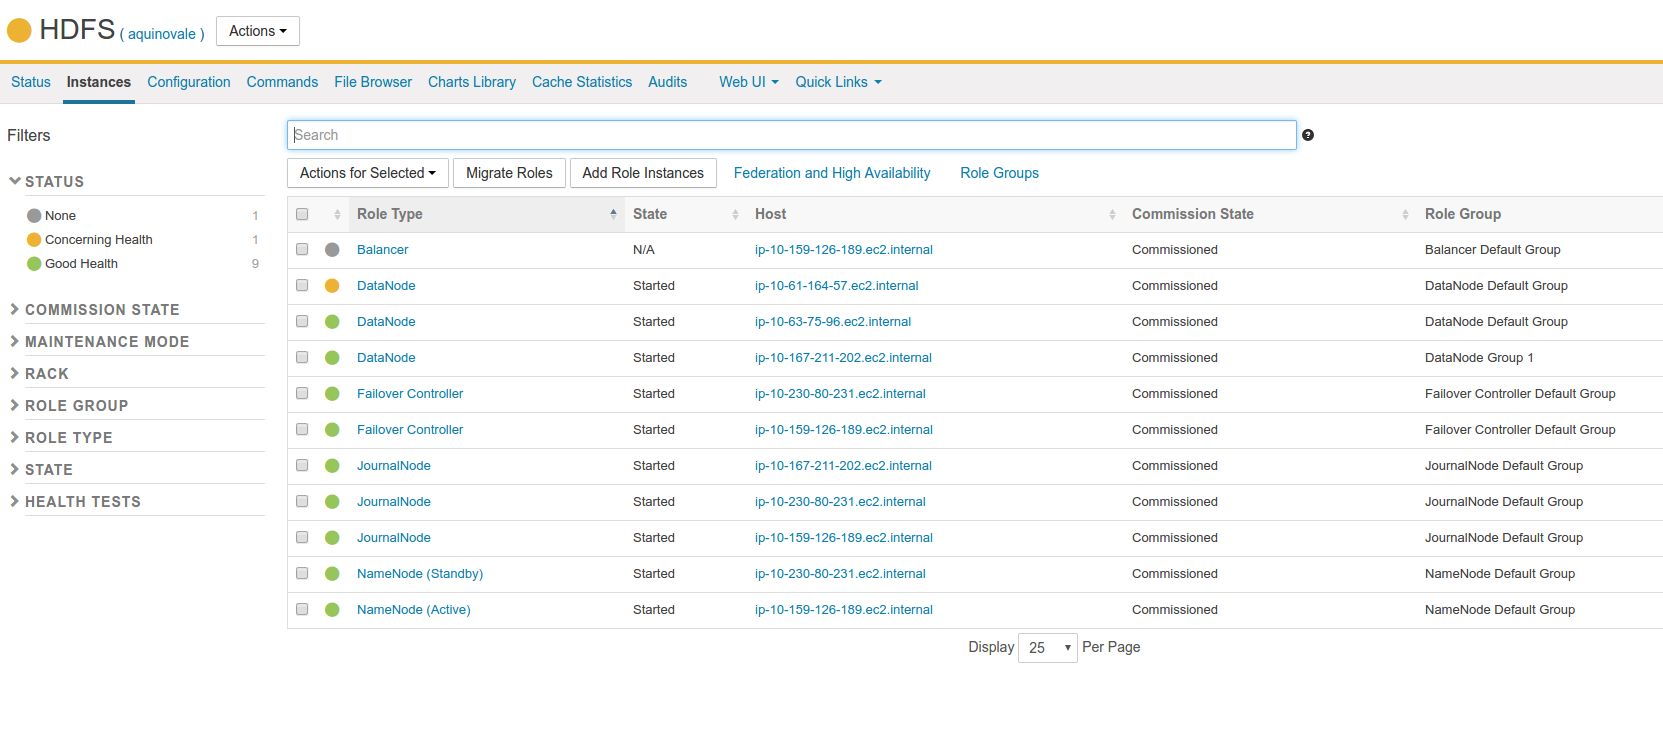 HDFS ( aquinovale ) Actions
Status Instances Configuration Commands File Browser Charts Library Cache Statistics Audits Web UI Quick Links
Filters
STATUS
None 1
Concerning Health 1
Good Health 9
COMMISSION STATE
MAINTENANCE MODE
RACK
ROLE GROUP
ROLE TYPE
STATE
HEALTH TESTS
Search ?
Actions for Selected Migrate Roles Add Role Instances Federation and High Availability Role Groups
Role Type State Host Commission State Role Group
Balancer N/A ip-10-159-126-189.ec2.internal Commissioned Balancer Default Group
DataNode Started ip-10-61-164-57.ec2.internal Commissioned DataNode Default Group
DataNode Started ip-10-63-75-96.ec2.internal Commissioned DataNode Default Group
DataNode Started ip-10-167-211-202.ec2.internal Commissioned DataNode Group 1
Failover Controller Started ip-10-230-80-231.ec2.internal Commissioned Failover Controller Default Group
Failover Controller Started ip-10-159-126-189.ec2.internal Commissioned Failover Controller Default Group
JournalNode Started ip-10-167-211-202.ec2.internal Commissioned JournalNode Default Group
JournalNode Started ip-10-230-80-231.ec2.internal Commissioned JournalNode Default Group
JournalNode Started ip-10-159-126-189.ec2.internal Commissioned JournalNode Default Group
NameNode (Standby) Started ip-10-230-80-231.ec2.internal Commissioned NameNode Default Group
NameNode (Active) Started ip-10-159-126-189.ec2.internal Commissioned NameNode Default Group
Display 25 Per Page